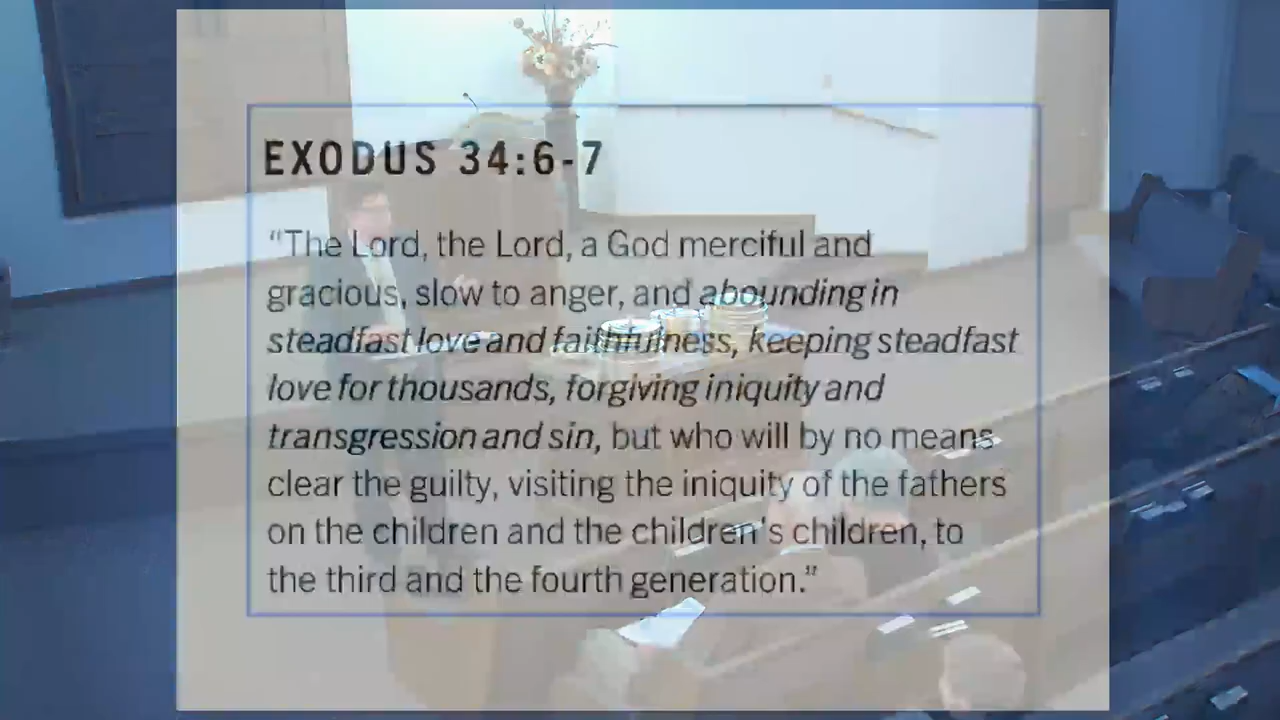 EXODUS 34:6-7
“The Lord, the Lord, a God merciful and
gracious, slow to anger, and abounding in
steadfast love and faithfulness, keeping steadfast
love for thousands, forgiving iniquity and
transgression and sin, but who will by no means
clear the guilty, visiting the iniquity of the fathers
on the children and the children's children, to
the third and the fourth generation.”